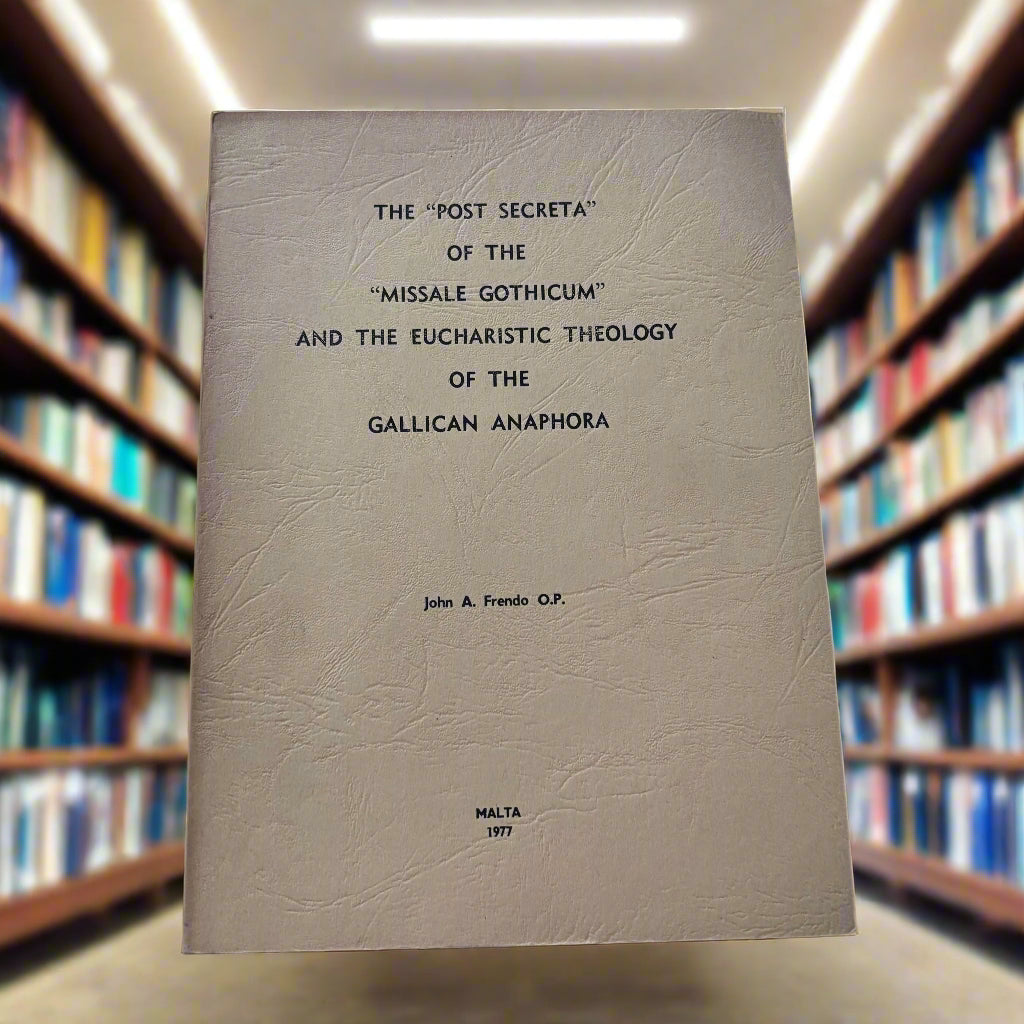 THE “POST SECRETA”
OF THE
“MISSALE GOTHICUM”
AND THE EUCHARISTIC THEOLOGY
OF THE
GALLICAN ANAPHORA
John A. Frendo O.P.
MALTA
1977